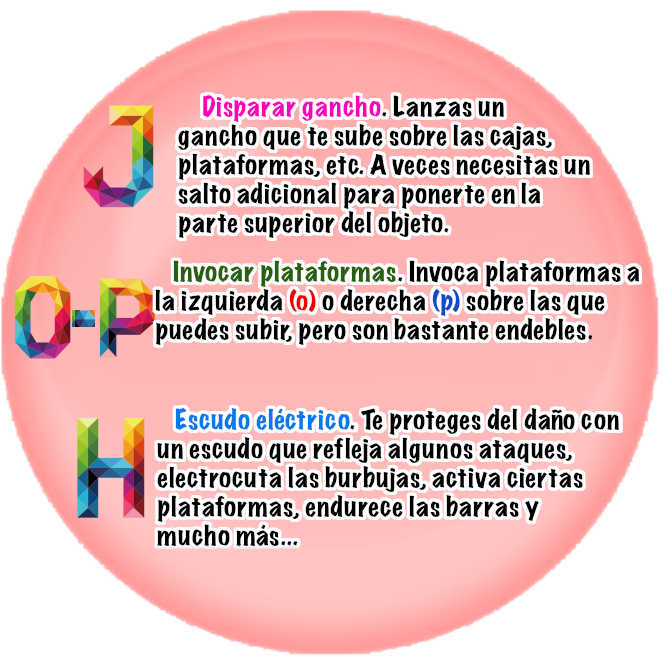 J
Disparar gancho. Lanzas un
gancho que te sube sobre las cajas,
plataformas, etc. A veces necesitas un
salto adicional para ponerte en la
parte superior del objeto.
O-P
Invocar plataformas. Invoca plataformas a
la izquierda (o) o derecha (p) sobre las que
puedes subir, pero son bastante endebles.
H
Escudo eléctrico. Te proteges del daño con
un escudo que refleja algunos ataques,
electrocuta las burbujas, activa ciertas
plataformas, endurece las barras y
mucho más...